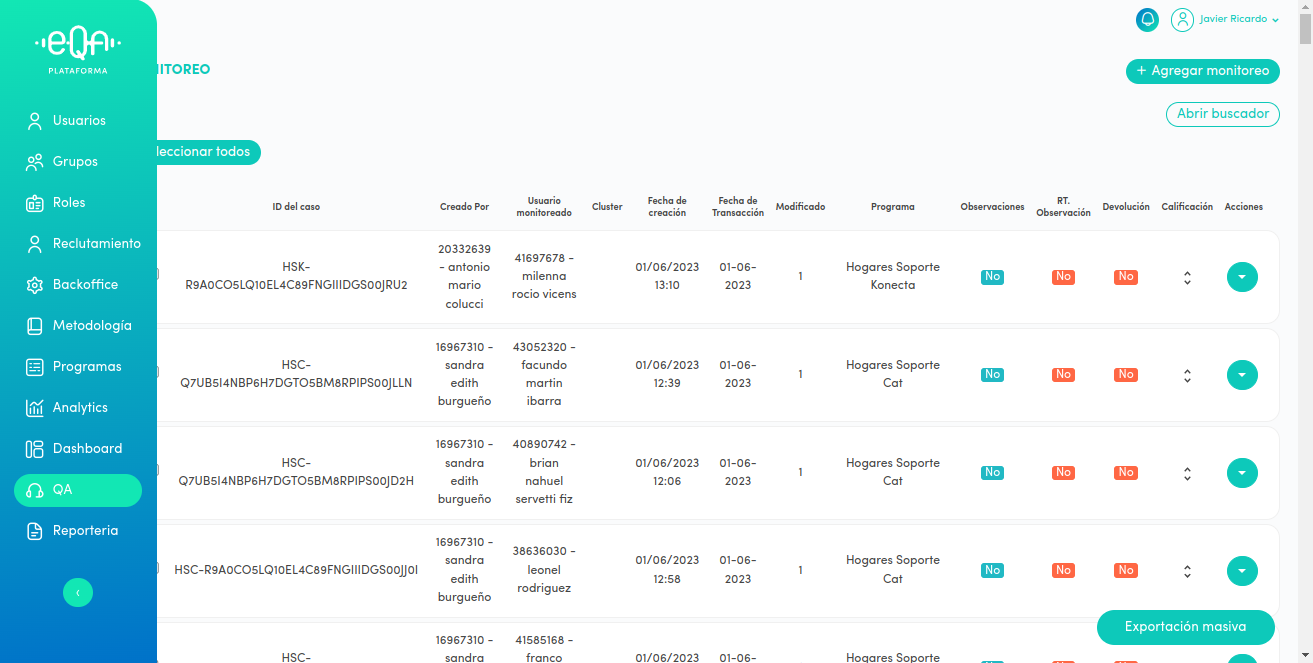 eQA
PLATAFORMA
Usuarios
Grupos
Roles
Reclutamiento
Backoffice
Metodología
Programas
Analytics
Dashboard
QA
Reporteria
Javier Ricardo
ITOREO
+ Agregar monitoreo
Abrir buscador
leccionar todos
ID del caso
Creado Por
Usuario
monitoreado
Cluster
Fecha de
creación
Fecha de
Transacción
Modificado
Programa
Observaciones
RT.
Observación
Devolución
Calificación
Acciones
HSK-
R9A0CO5LQ10EL4C89FNGIIIDGS00JRU2
20332639
- antonio
mario
colucci
41697678 -
milenna
rocio vicens
01/06/2023
13:10
01-06-
2023
1
Hogares Soporte
Konecta
No
No
No
HSC-
Q7UB5I4NBP6H7DGTO5BM8RPIPS00JLLN
16967310 -
sandra
edith
burgueño
43052320 -
facundo
martin
ibarra
01/06/2023
12:39
01-06-
2023
1
Hogares Soporte
Cat
No
No
No
HSC-
Q7UB5I4NBP6H7DGTO5BM8RPIPS00JD2H
16967310 -
sandra
edith
burgueño
40890742 -
brian
nahuel
servetti fiz
01/06/2023
12:06
01-06-
2023
1
Hogares Soporte
Cat
No
No
No
HSC-R9A0CO5LQ10EL4C89FNGIIIDGS00JJ0I
16967310 -
sandra
edith
burgueño
38636030 -
leonel
rodriguez
01/06/2023
12:58
01-06-
2023
1
Hogares Soporte
Cat
No
No
No
HSC-
16967310 -
sandra
41585168 -
franco
01/06/2023
01-06-
Hogares Soporte
Exportación masiva